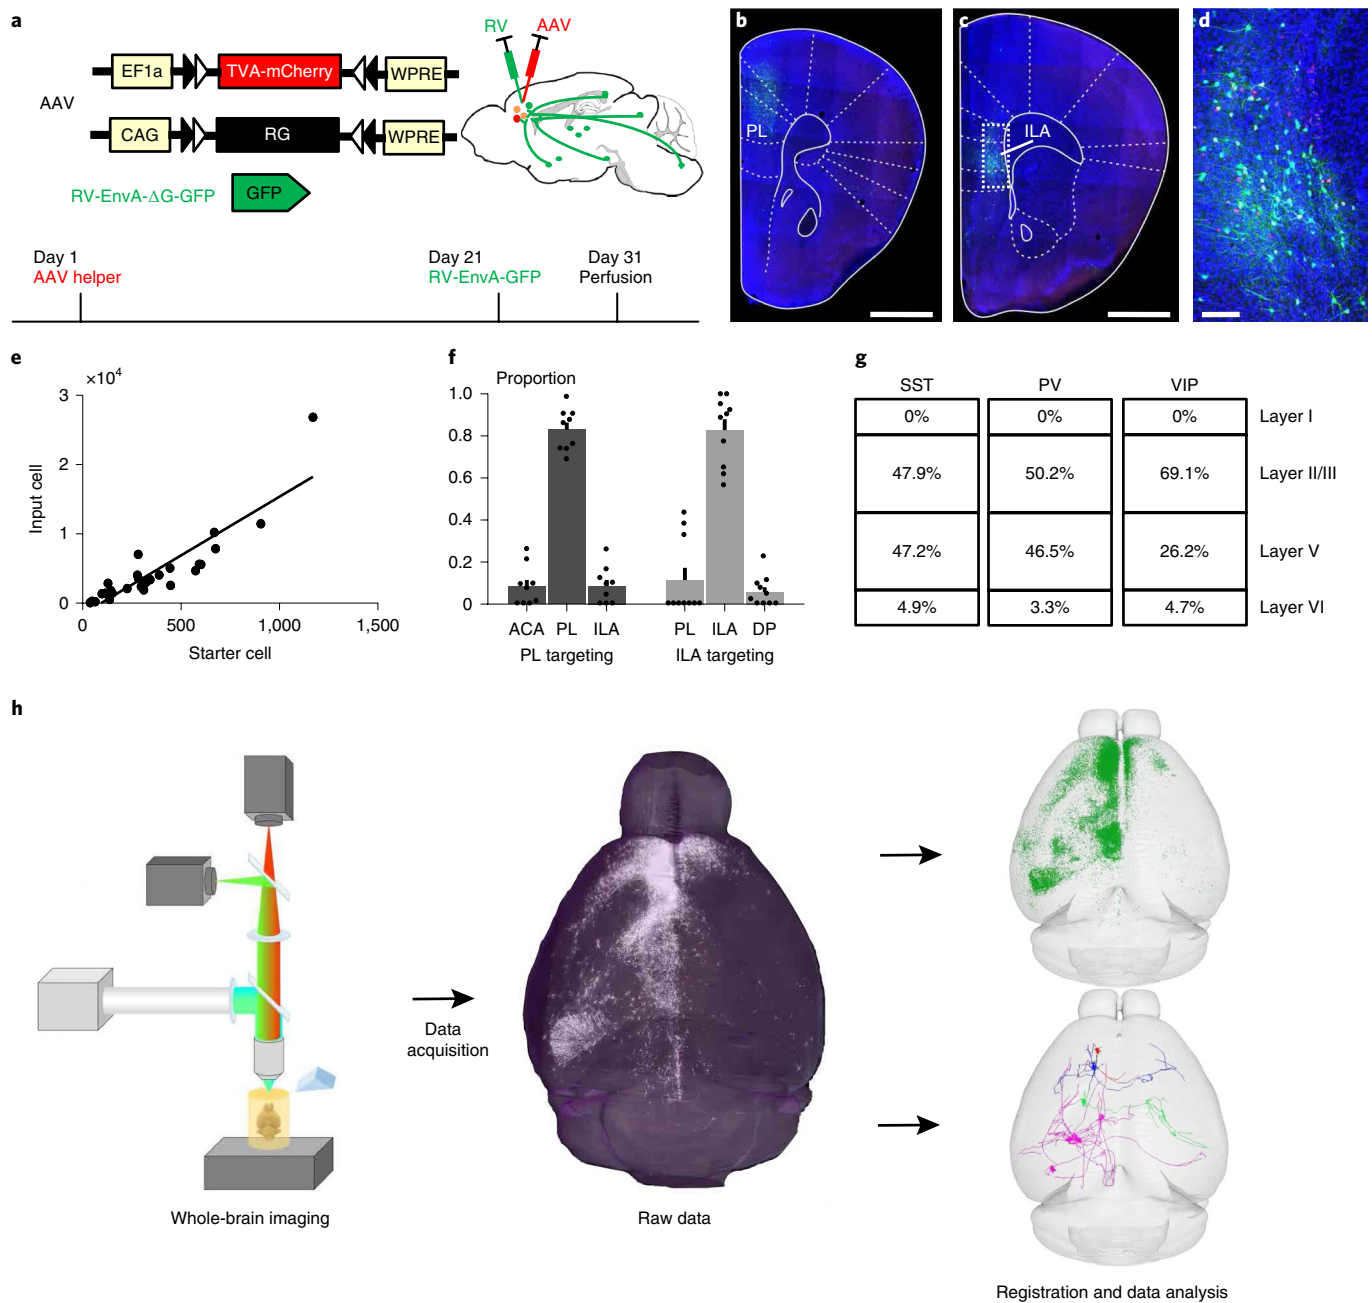 a
RV
AAV
EF1a
TVA-mCherry
WPRE
AAV
CAG
RG
WPRE
RV-EnvA-ΔG-GFP
GFP
Day 1
AAV helper
Day 21
RV-EnvA-GFP
Day 31
Perfusion
b
PL
c
ILA
d
e
×10⁴
3
2
1
0
Input cell
0 500 1,000 1,500
Starter cell
f
Proportion
1.0
0.8
0.6
0.4
0.2
0
ACA PL ILA PL ILA DP
PL targeting ILA targeting
g
SST PV VIP
0% 0% 0% Layer I
47.9% 50.2% 69.1% Layer II/III
47.2% 46.5% 26.2% Layer V
4.9% 3.3% 4.7% Layer VI
h
Data
acquisition
Whole-brain imaging
Raw data
Registration and data analysis